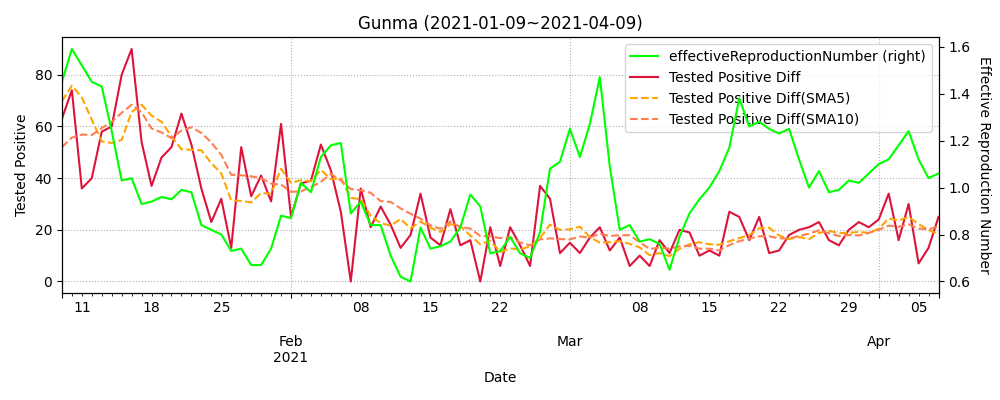 Gunma (2021-01-09~2021-04-09)
effectiveReproductionNumber (right)
Tested Positive Diff
Tested Positive Diff(SMA5)
Tested Positive Diff(SMA10)
Tested Positive
80
60
40
20
0
1.6
1.4
1.2
1.0
0.8
0.6
Effective Reproduction Number
11 18 25 08 15 22 08 15 22 29 05
Feb Mar Apr
2021
Date